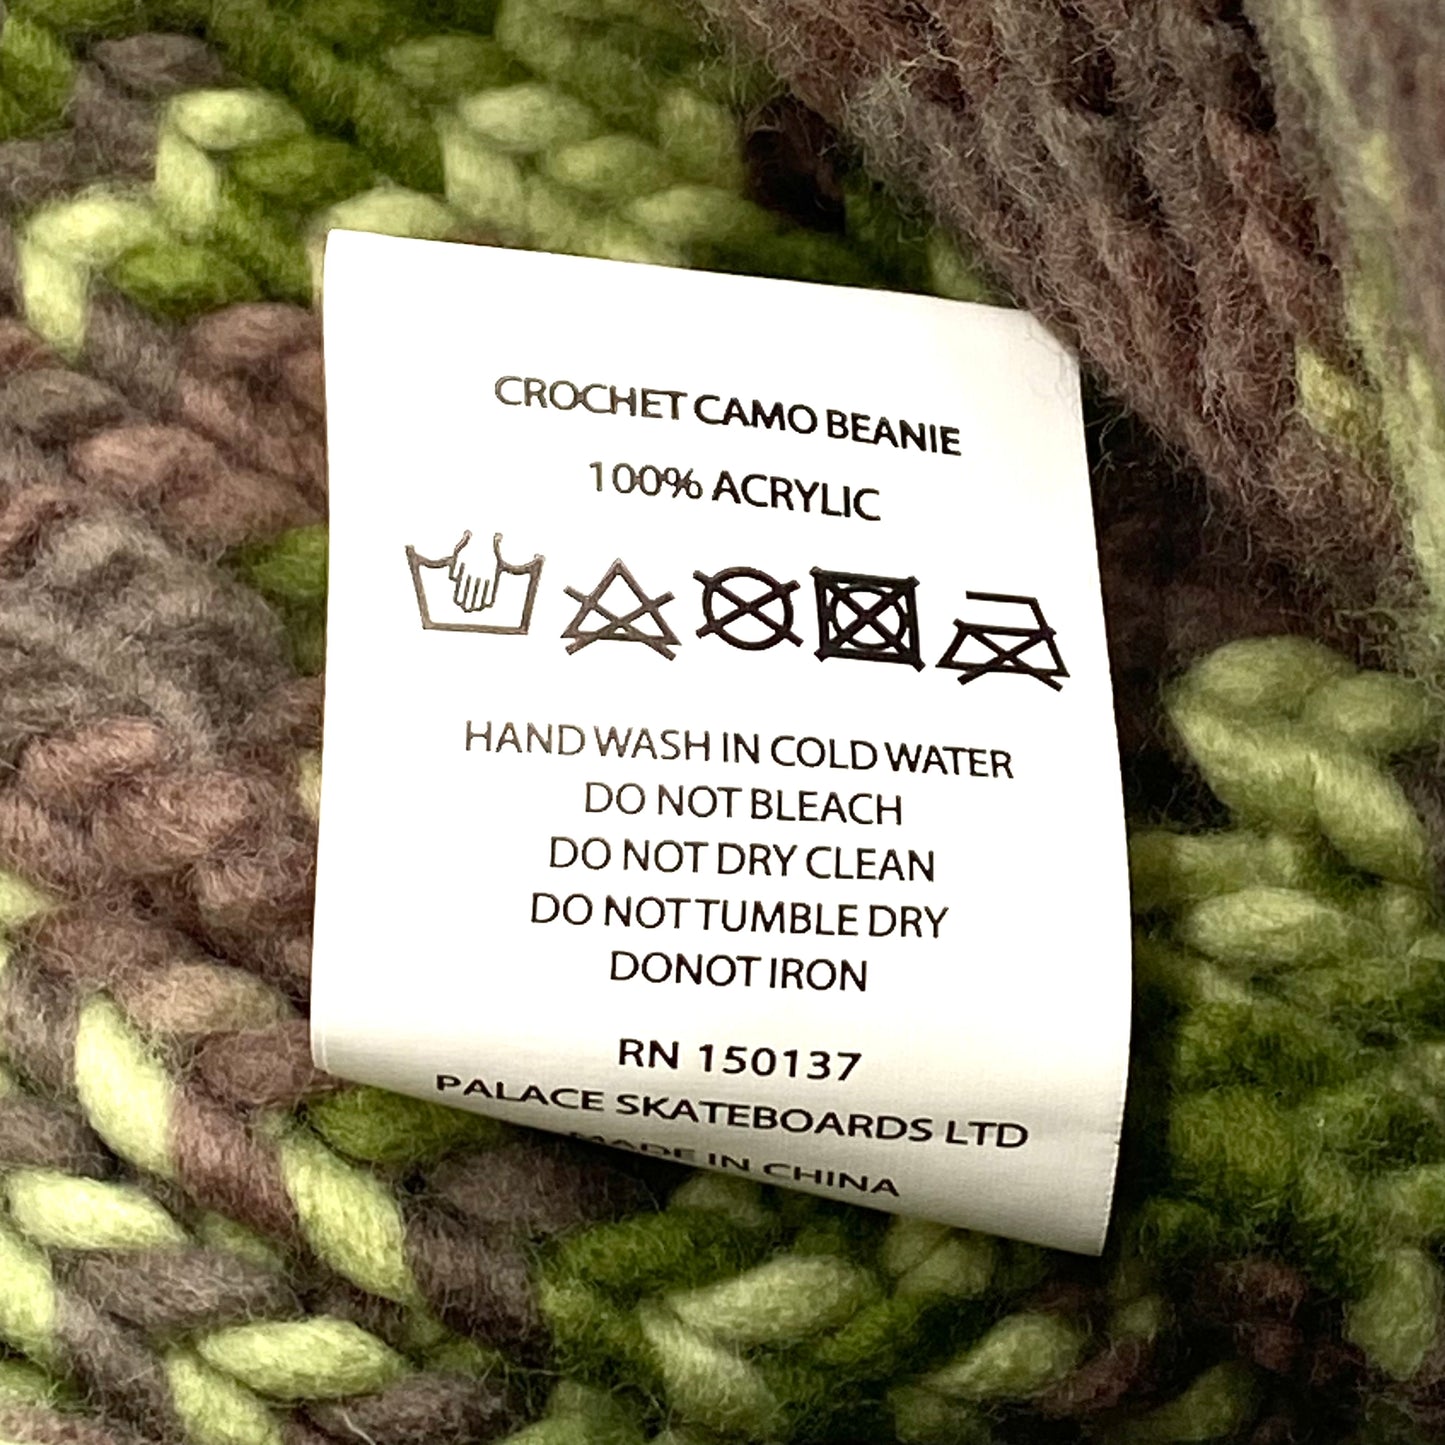 CROCHET CAMO BEANIE
100% ACRYLIC
HAND WASH IN COLD WATER
DO NOT BLEACH
DO NOT DRY CLEAN
DO NOT TUMBLE DRY
DONOT IRON
RN 150137
PALACE SKATEBOARDS LTD
MADE IN CHINA